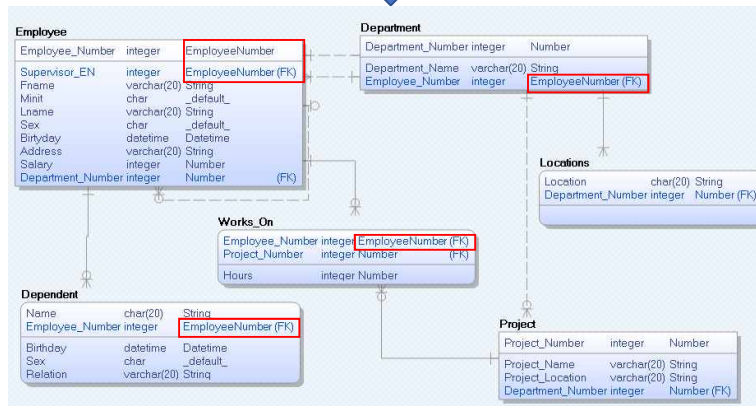 Employee
Employee_Number integer EmployeeNumber
Supervisor_EN integer EmployeeNumber (FK)
Fname varchar(20) String
Minit char _default_
Lname varchar(20) String
Sex char _default_
Birtyday datetime Datetime
Address varchar(20) String
Salary integer Number
Department_Number integer Number (FK)
Department
Department_Number integer Number
Department_Name varchar(20) String
Employee_Number integer EmployeeNumber (FK)
Locations
Location char(20) String
Department_Number integer Number (FK)
Works_On
Employee_Number integer EmployeeNumber (FK)
Project_Number integer Number (FK)
Hours integer Number
Dependent
Name char(20) String
Employee_Number integer EmployeeNumber (FK)
Birthday datetime Datetime
Sex char _default_
Relation varchar(20) String
Project
Project_Number integer Number
Project_Name varchar(20) String
Project_Location varchar(20) String
Department_Number integer Number (FK)